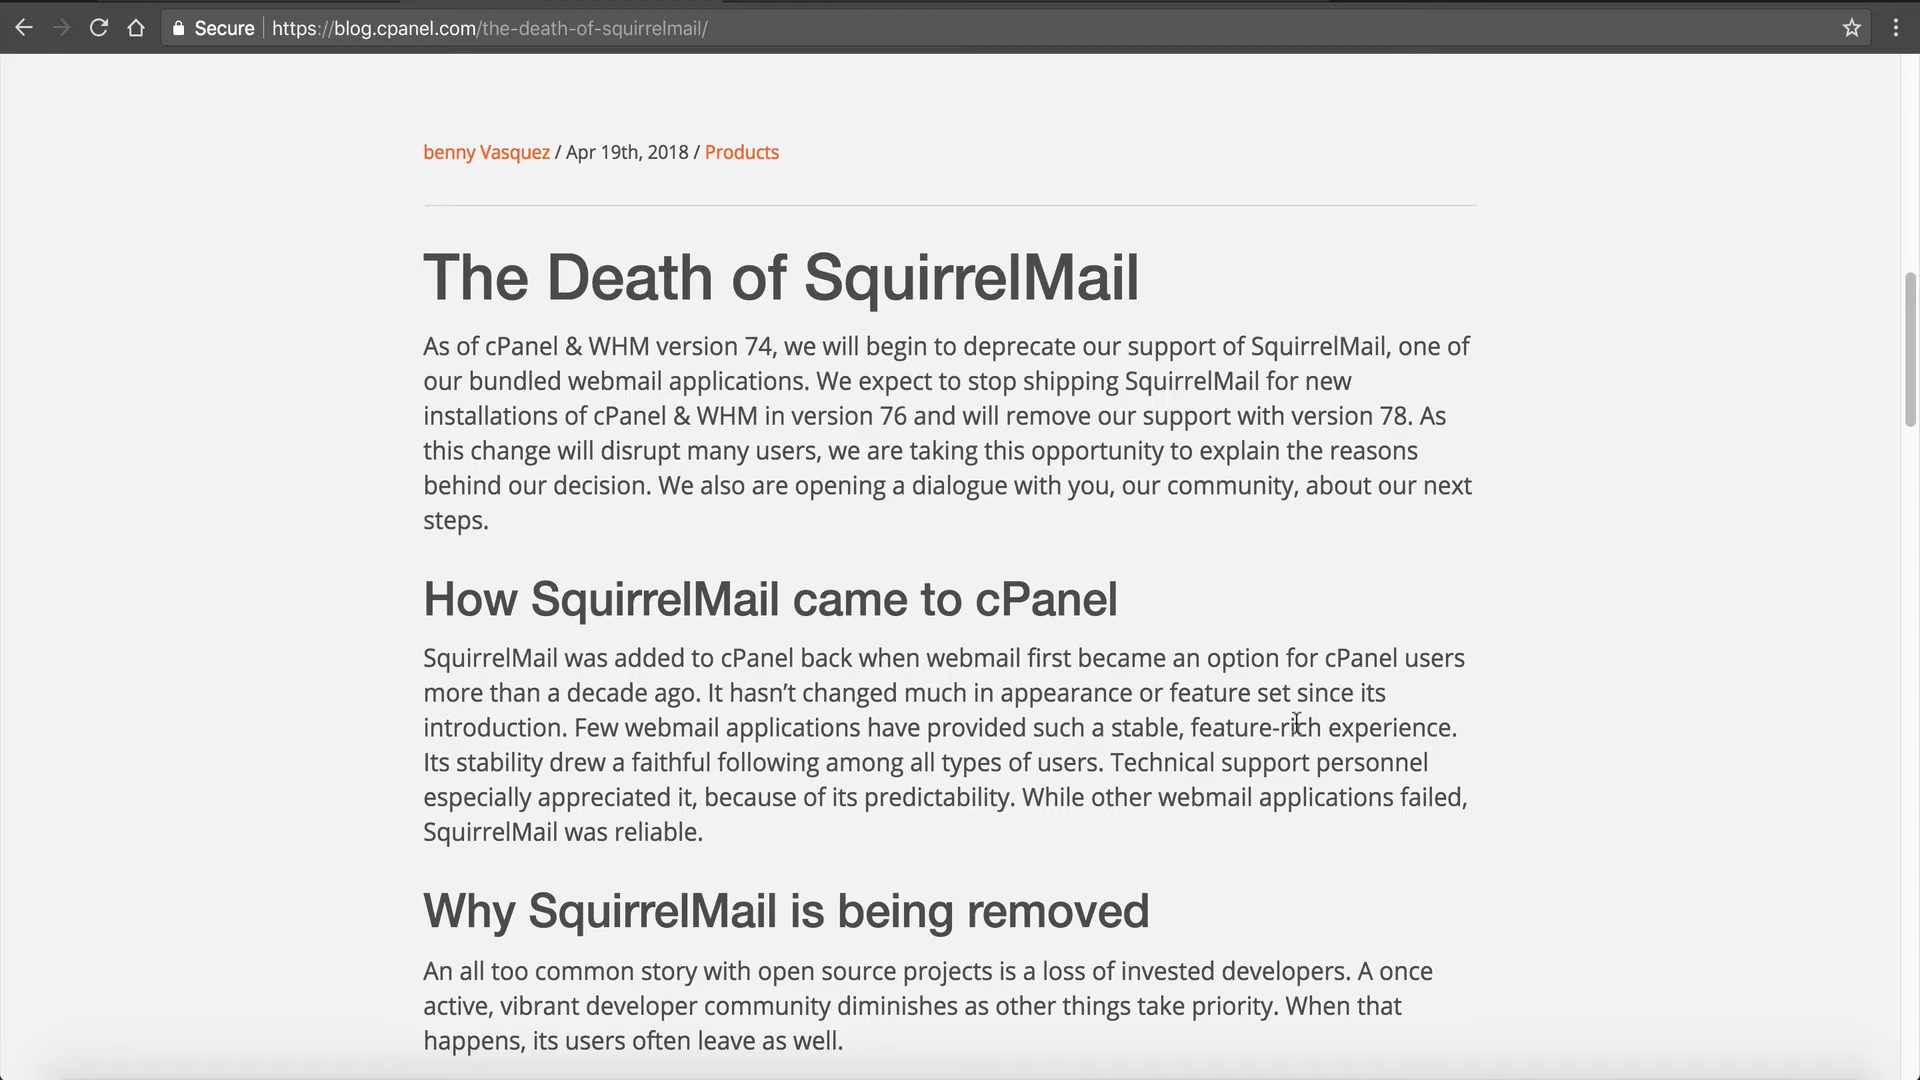 Secure https://blog.cpanel.com/the-death-of-squirrelmail/
benny Vasquez / Apr 19th, 2018 / Products
The Death of SquirrelMail
As of cPanel & WHM version 74, we will begin to deprecate our support of SquirrelMail, one of
our bundled webmail applications. We expect to stop shipping SquirrelMail for new
installations of cPanel & WHM in version 76 and will remove our support with version 78. As
this change will disrupt many users, we are taking this opportunity to explain the reasons
behind our decision. We also are opening a dialogue with you, our community, about our next
steps.
How SquirrelMail came to cPanel
SquirrelMail was added to cPanel back when webmail first became an option for cPanel users
more than a decade ago. It hasn’t changed much in appearance or feature set since its
introduction. Few webmail applications have provided such a stable, feature-rich experience.
Its stability drew a faithful following among all types of users. Technical support personnel
especially appreciated it, because of its predictability. While other webmail applications failed,
SquirrelMail was reliable.
Why SquirrelMail is being removed
An all too common story with open source projects is a loss of invested developers. A once
active, vibrant developer community diminishes as other things take priority. When that
happens, its users often leave as well.